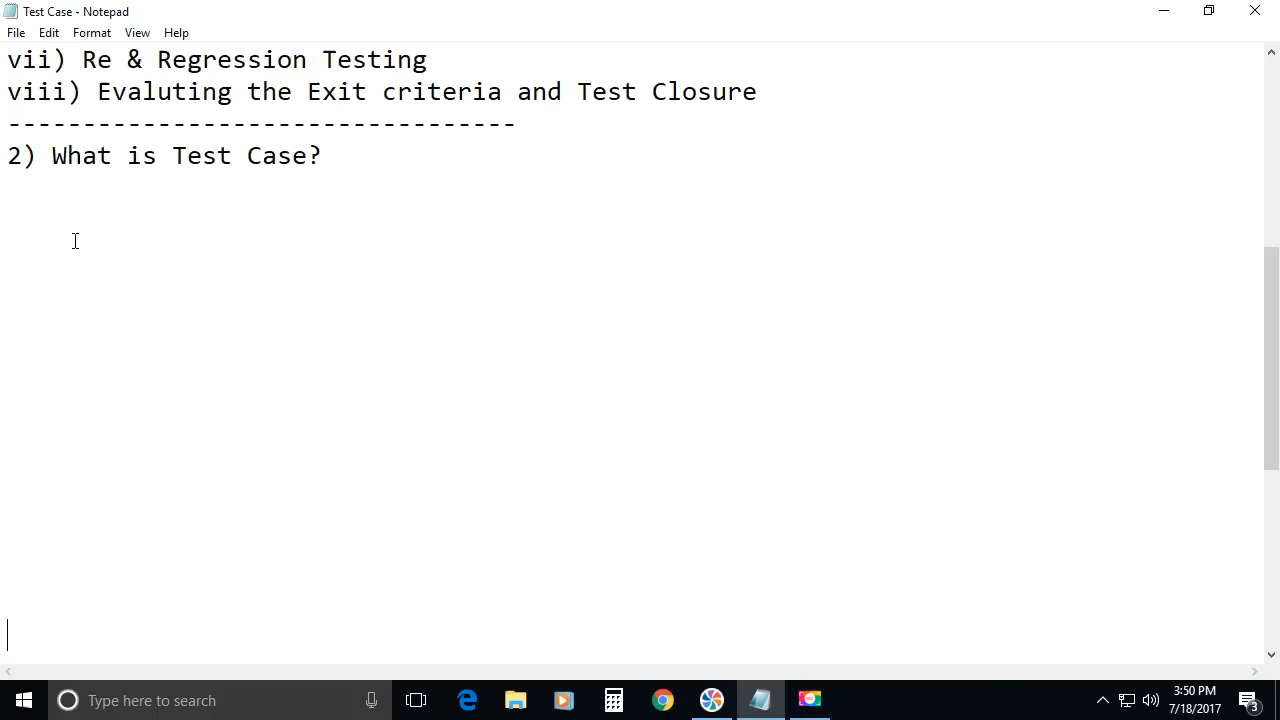 Test Case - Notepad
File Edit Format View Help
vii) Re & Regression Testing
viii) Evaluting the Exit criteria and Test Closure
----------------------------------
2) What is Test Case?
Type here to search
3:50 PM
7/18/2017
3